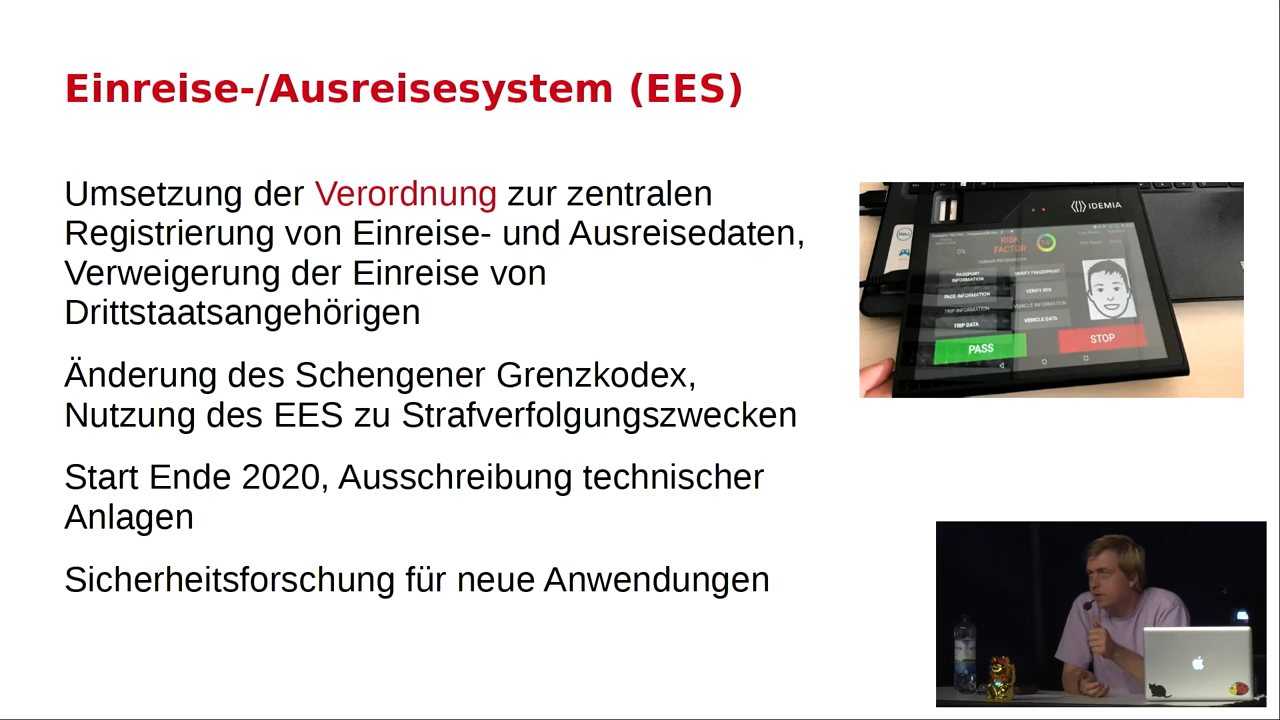 Einreise-/Ausreisesystem (EES)
Umsetzung der Verordnung zur zentralen
Registrierung von Einreise- und Ausreisedaten,
Verweigerung der Einreise von
Drittstaatsangehörigen
Änderung des Schengener Grenzkodex,
Nutzung des EES zu Strafverfolgungszwecken
Start Ende 2020, Ausschreibung technischer
Anlagen
Sicherheitsforschung für neue Anwendungen
IDEMIA
RISK
FACTOR
0%
HUMAN INFORMATION
PASSPORT
INFORMATION
VERIFY FINGERPRINT
FACE INFORMATION
VERIFY IRIS
TRIP INFORMATION
VEHICLE INFORMATION
TRIP DATA
VEHICLE DATA
PASS
STOP